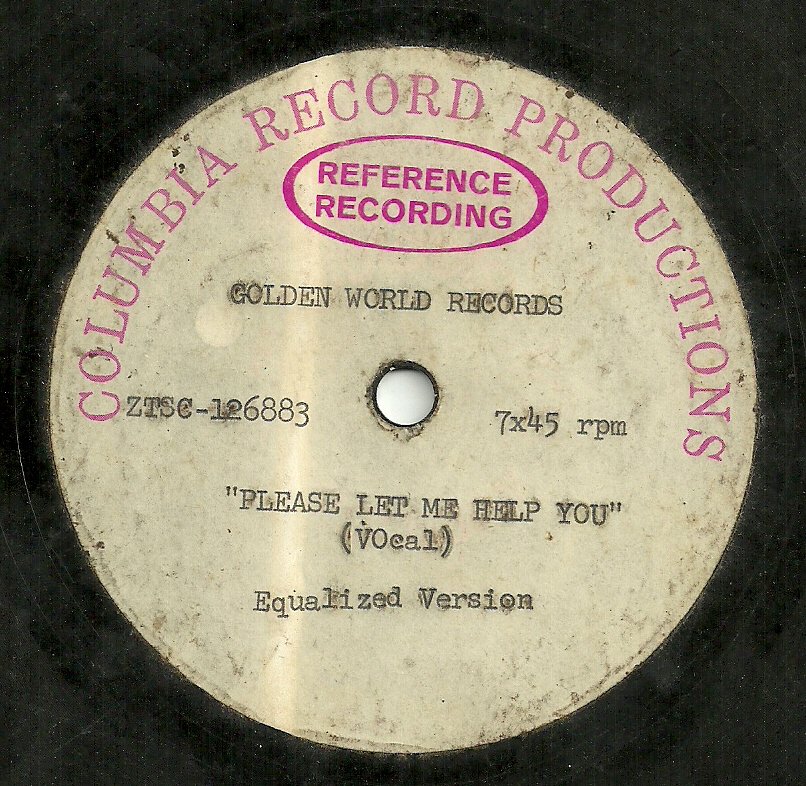 COLUMBIA RECORD PRODUCTIONS
REFERENCE
RECORDING
GOLDEN WORLD RECORDS
ZTSC-126883
7x45 rpm
"PLEASE LET ME HELP YOU"
(VOcal)
Equalized Version